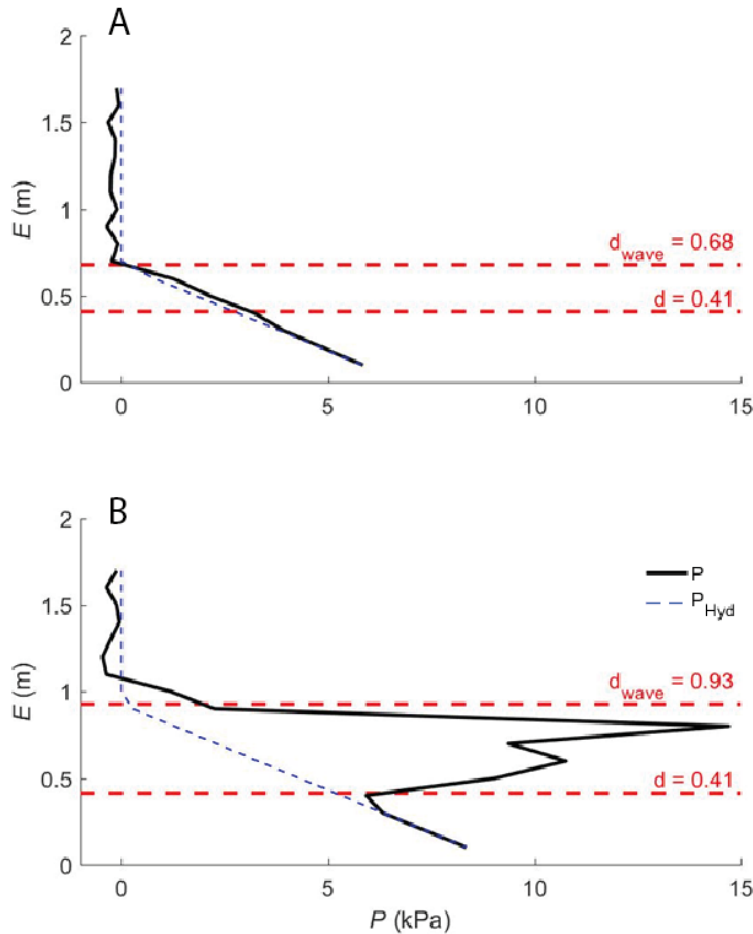 A
2
1.5
1
0.5
0
E (m)
d_wave = 0.68
d = 0.41
0 5 10 15
B
2
1.5
1
0.5
0
E (m)
P
P_Hyd
d_wave = 0.93
d = 0.41
0 5 10 15
P (kPa)